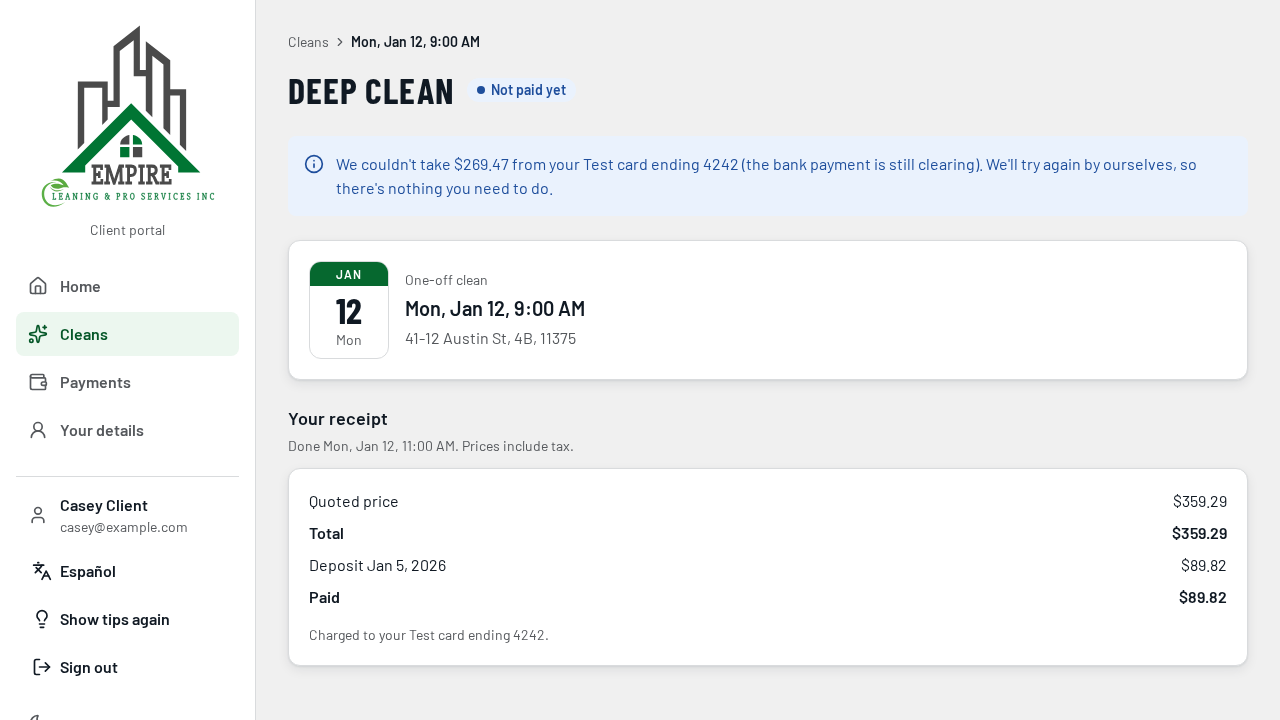 EMPIRE
LEANING & PRO SERVICES INC
Client portal
Home
Cleans
Payments
Your details
Casey Client
casey@example.com
Español
Show tips again
Sign out
Cleans > Mon, Jan 12, 9:00 AM
DEEP CLEAN
Not paid yet
We couldn't take $269.47 from your Test card ending 4242 (the bank payment is still clearing). We'll try again by ourselves, so
there's nothing you need to do.
JAN
12
Mon
One-off clean
Mon, Jan 12, 9:00 AM
41-12 Austin St, 4B, 11375
Your receipt
Done Mon, Jan 12, 11:00 AM. Prices include tax.
Quoted price $359.29
Total $359.29
Deposit Jan 5, 2026 $89.82
Paid $89.82
Charged to your Test card ending 4242.